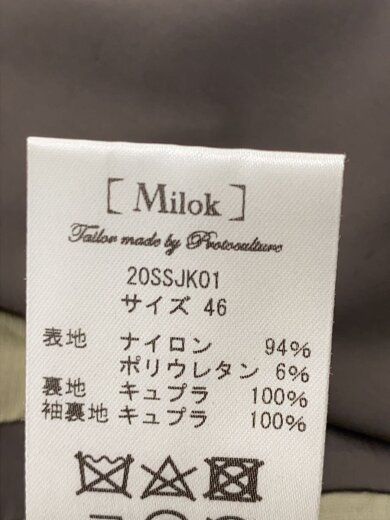 [ Milok ]
Tailor made by Protoculture
20SSJK01
サイズ 46
表地 ナイロン 94%
ポリウレタン 6%
裏地 キュプラ 100%
袖裏地 キュプラ 100%